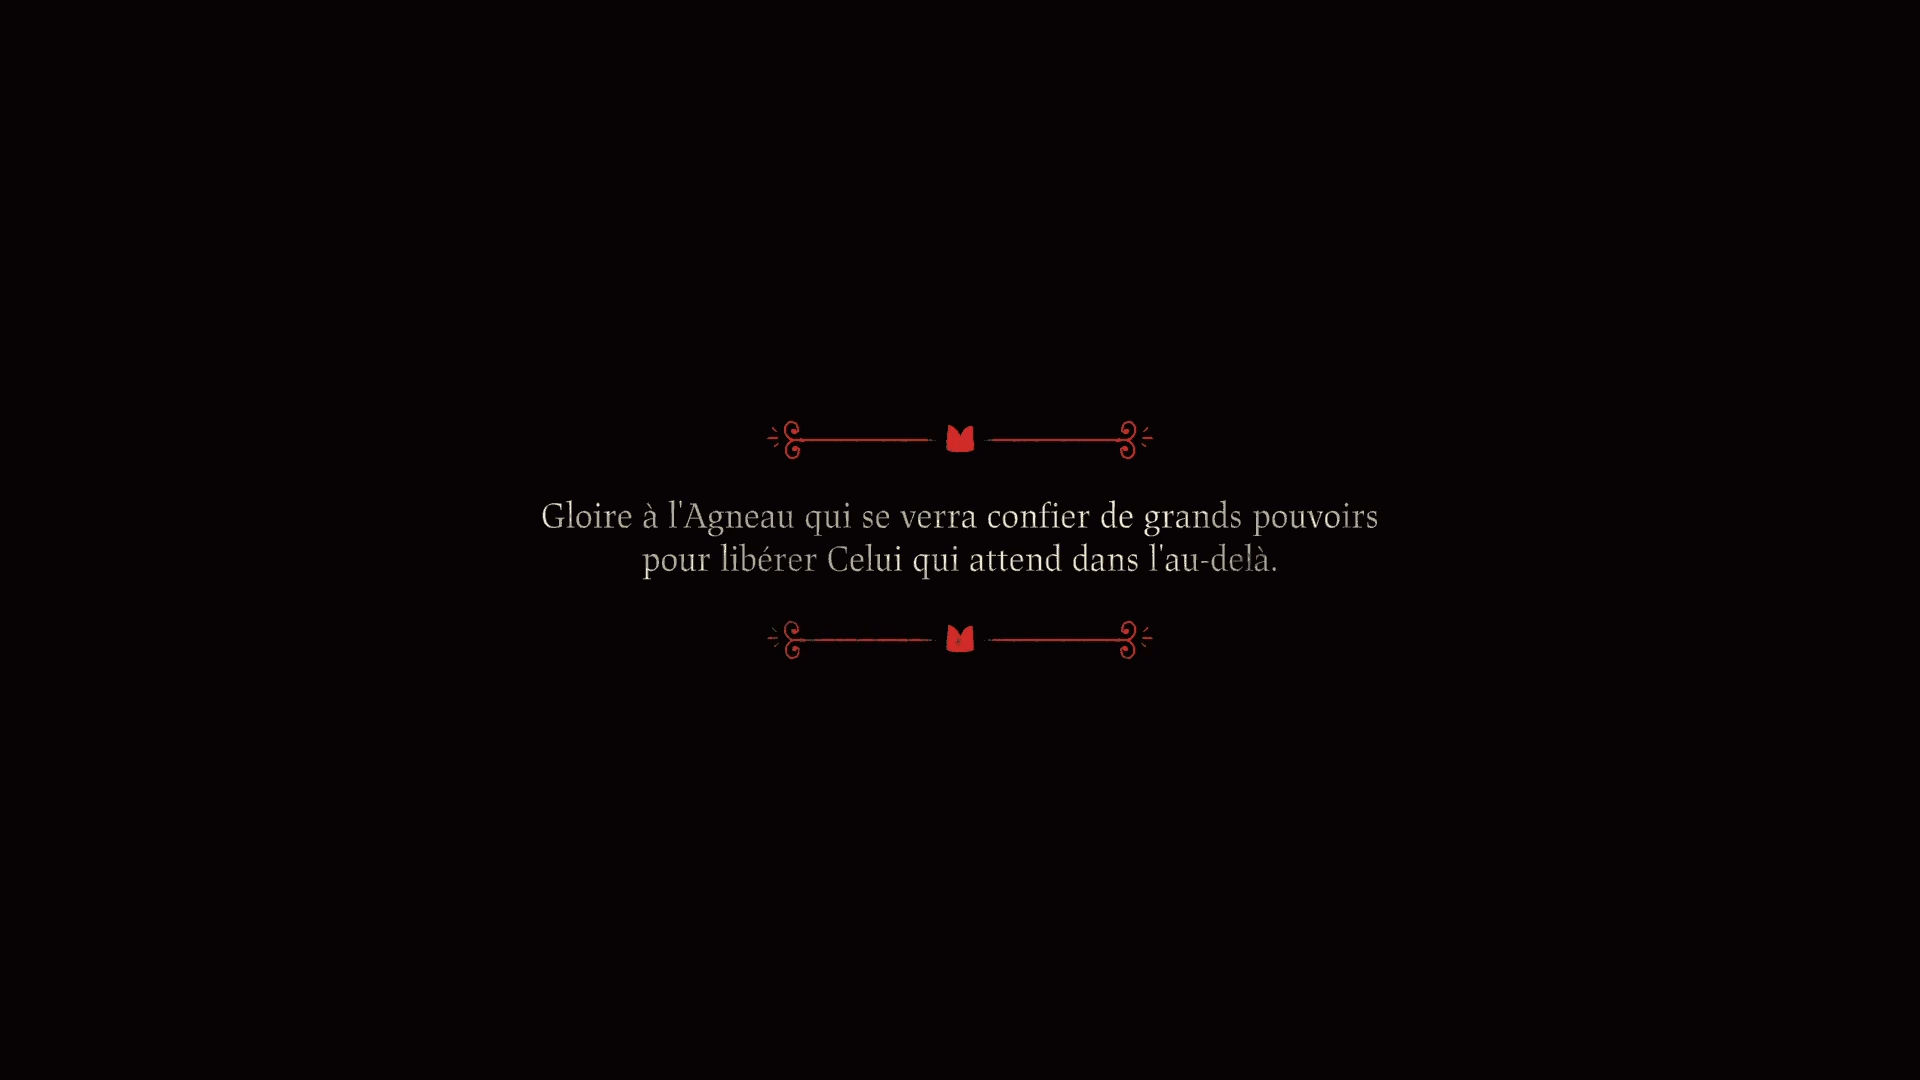 Gloire à l'Agneau qui se verra confier de grands pouvoirs
pour libérer Celui qui attend dans l'au-delà.